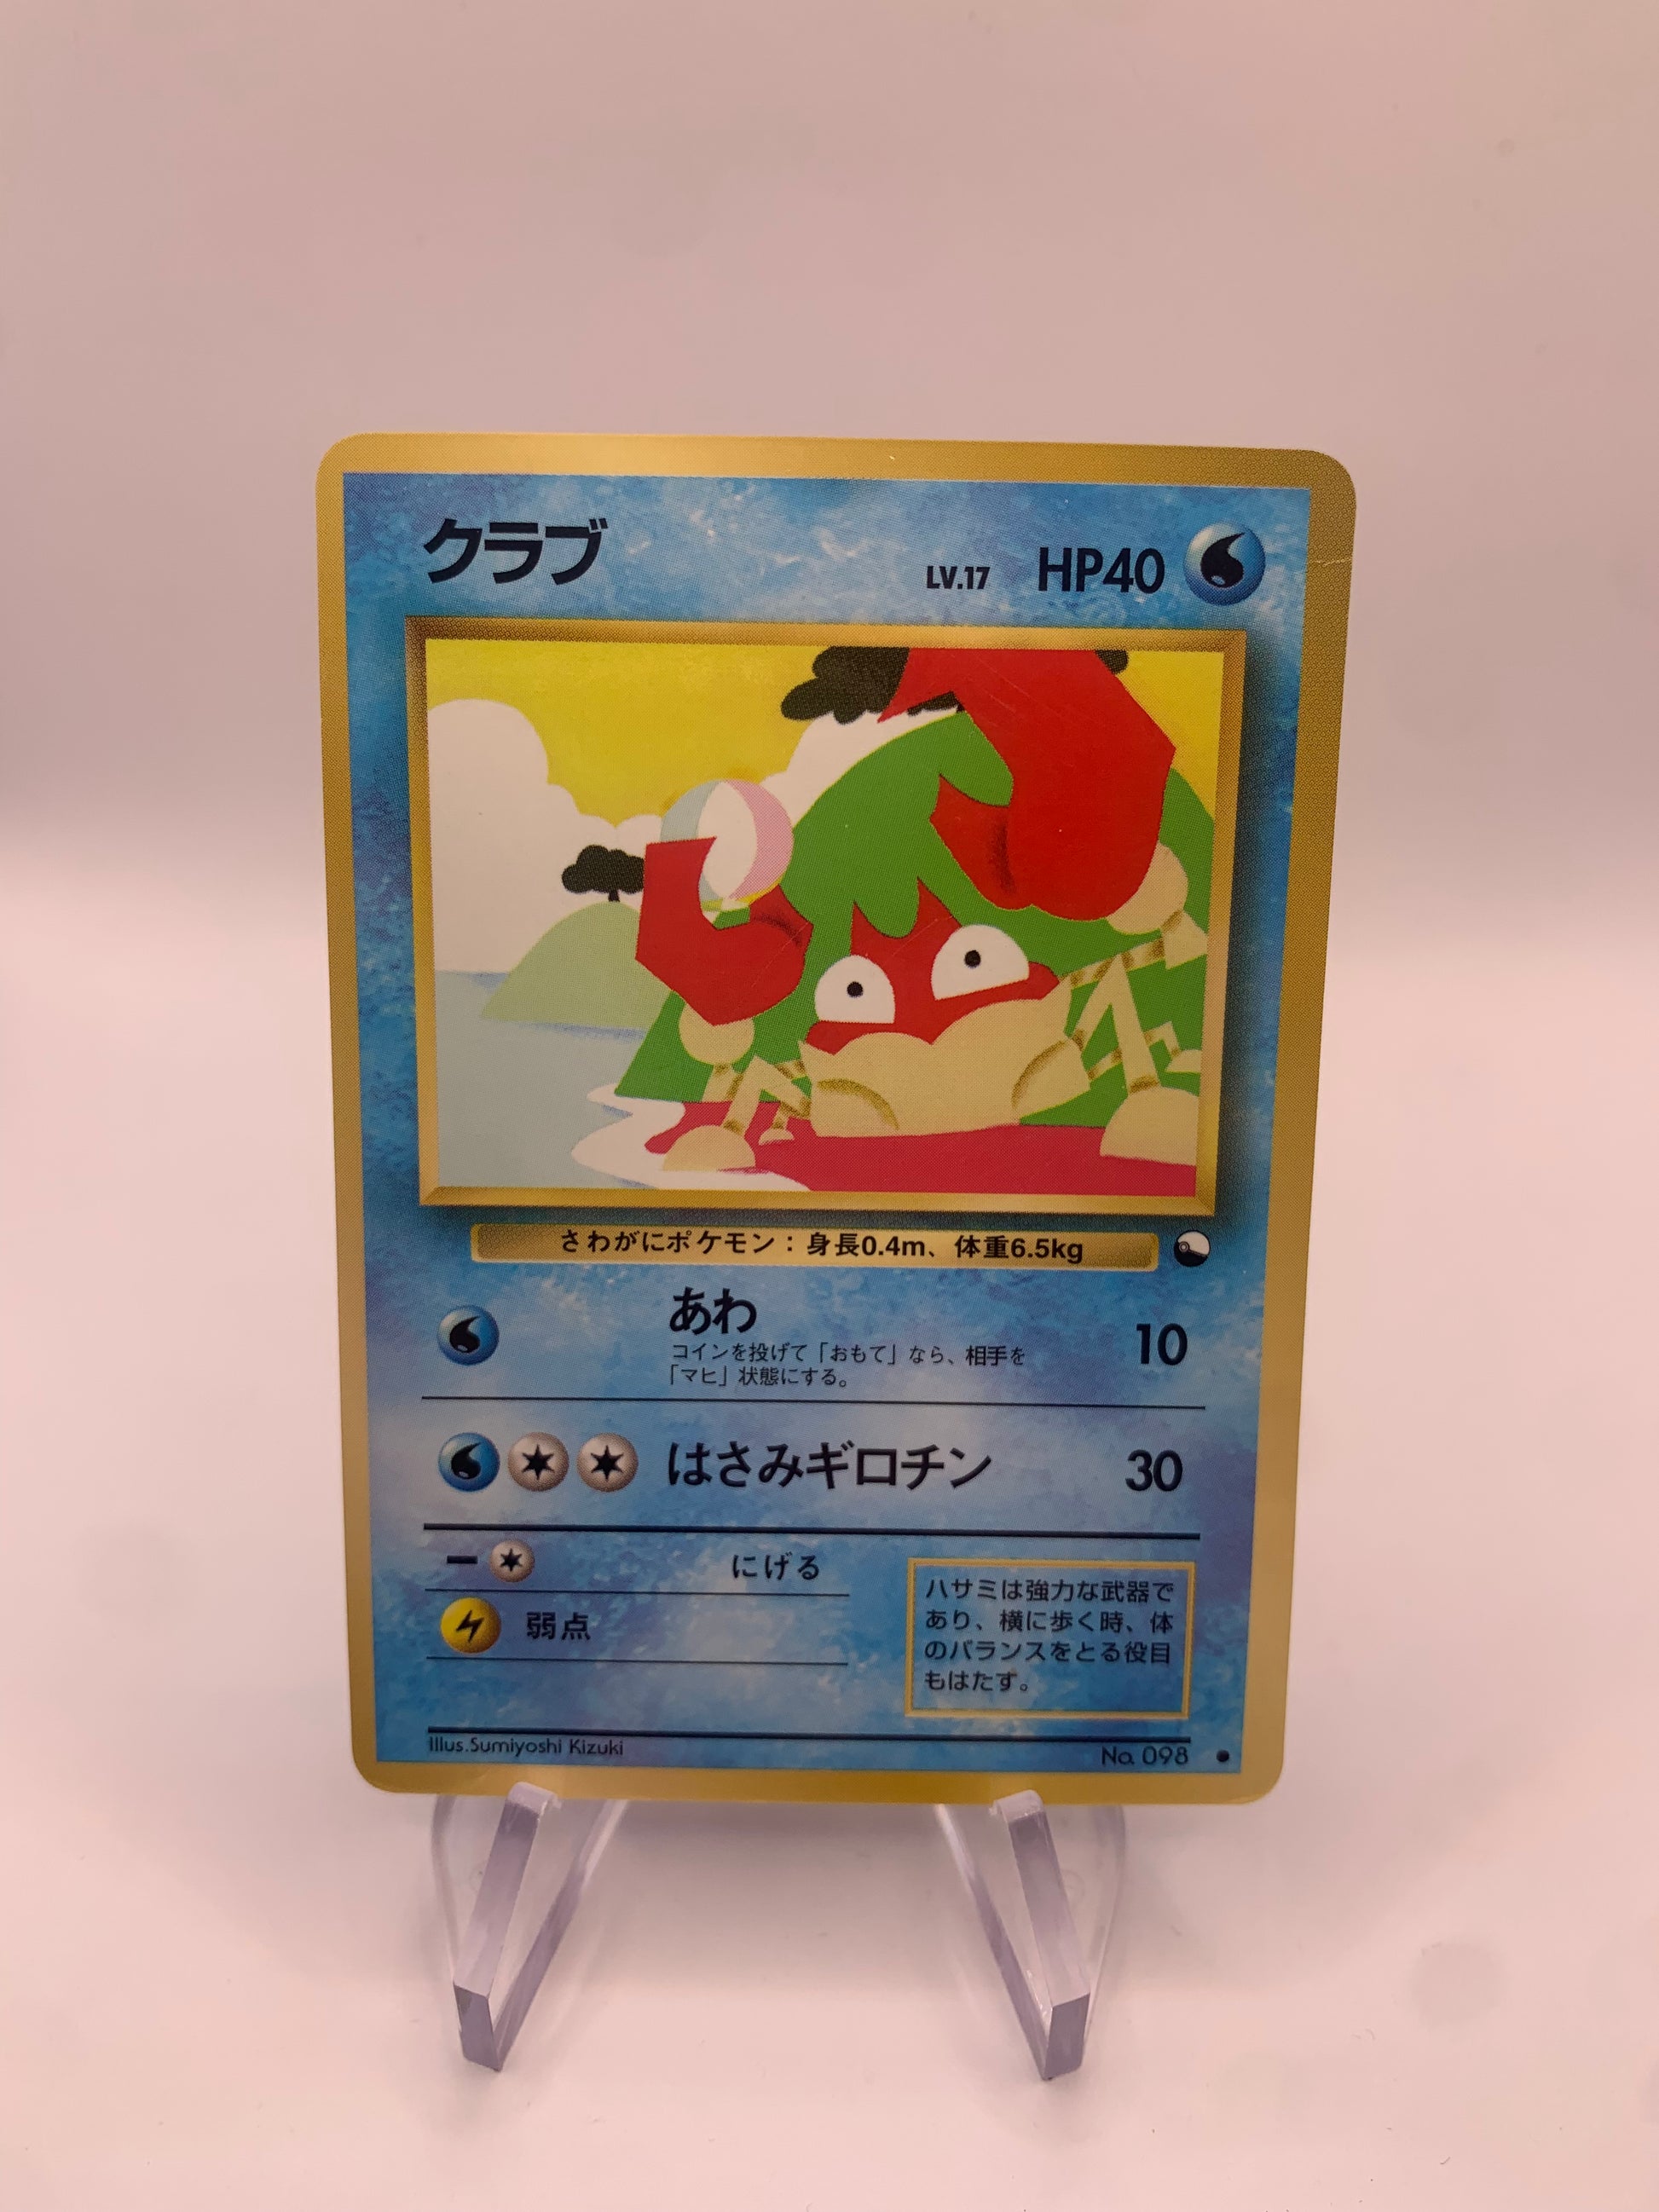 クラブ LV.17 HP40
さわがにポケモン：身長0.4m、体重6.5kg
あわ 10
コインを投げて「おもて」なら、相手を
「マヒ」状態にする。
はさみギロチン 30
にげる
弱点
ハサミは強力な武器で
あり、横に歩く時、体
のバランスをとる役目
もはたす。
Illus.Sumiyoshi Kizuki
No. 098